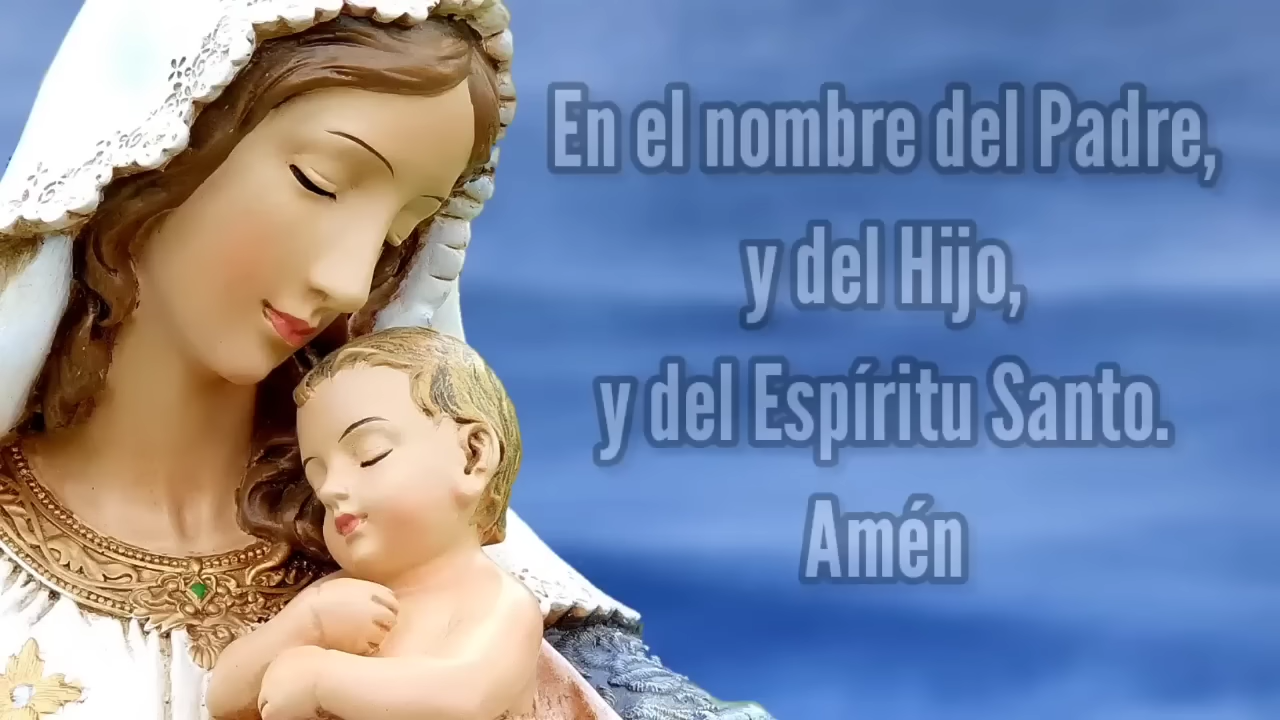 En el nombre del Padre,
y del Hijo,
y del Espíritu Santo.
Amén